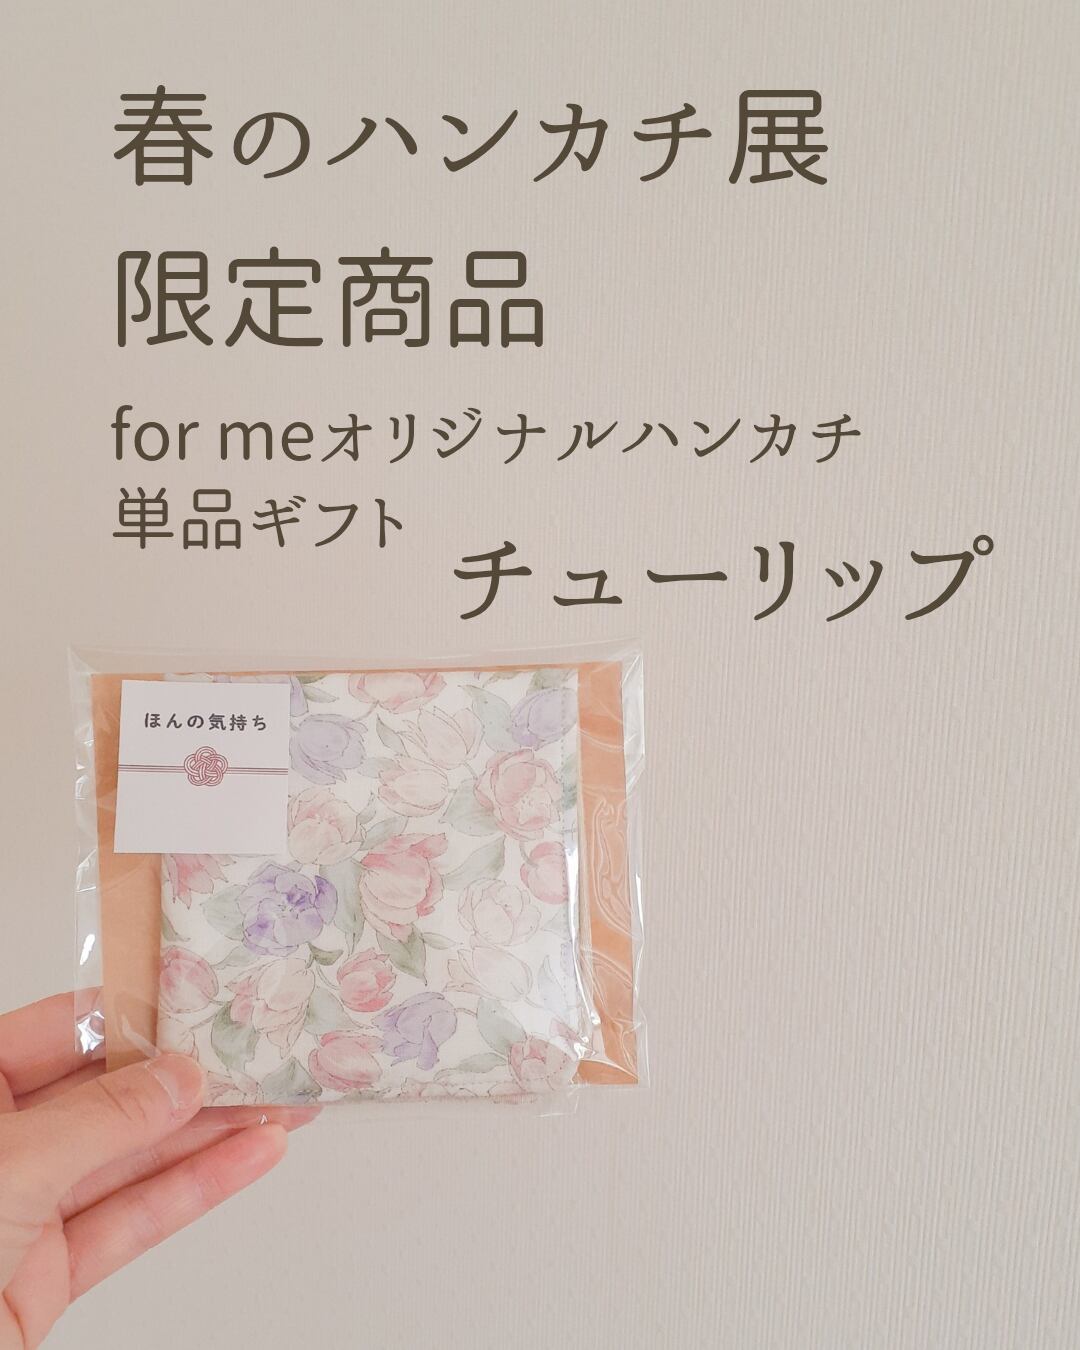 春のハンカチ展
限定商品
for meオリジナルハンカチ
単品ギフト
チューリップ
ほんの気持ち